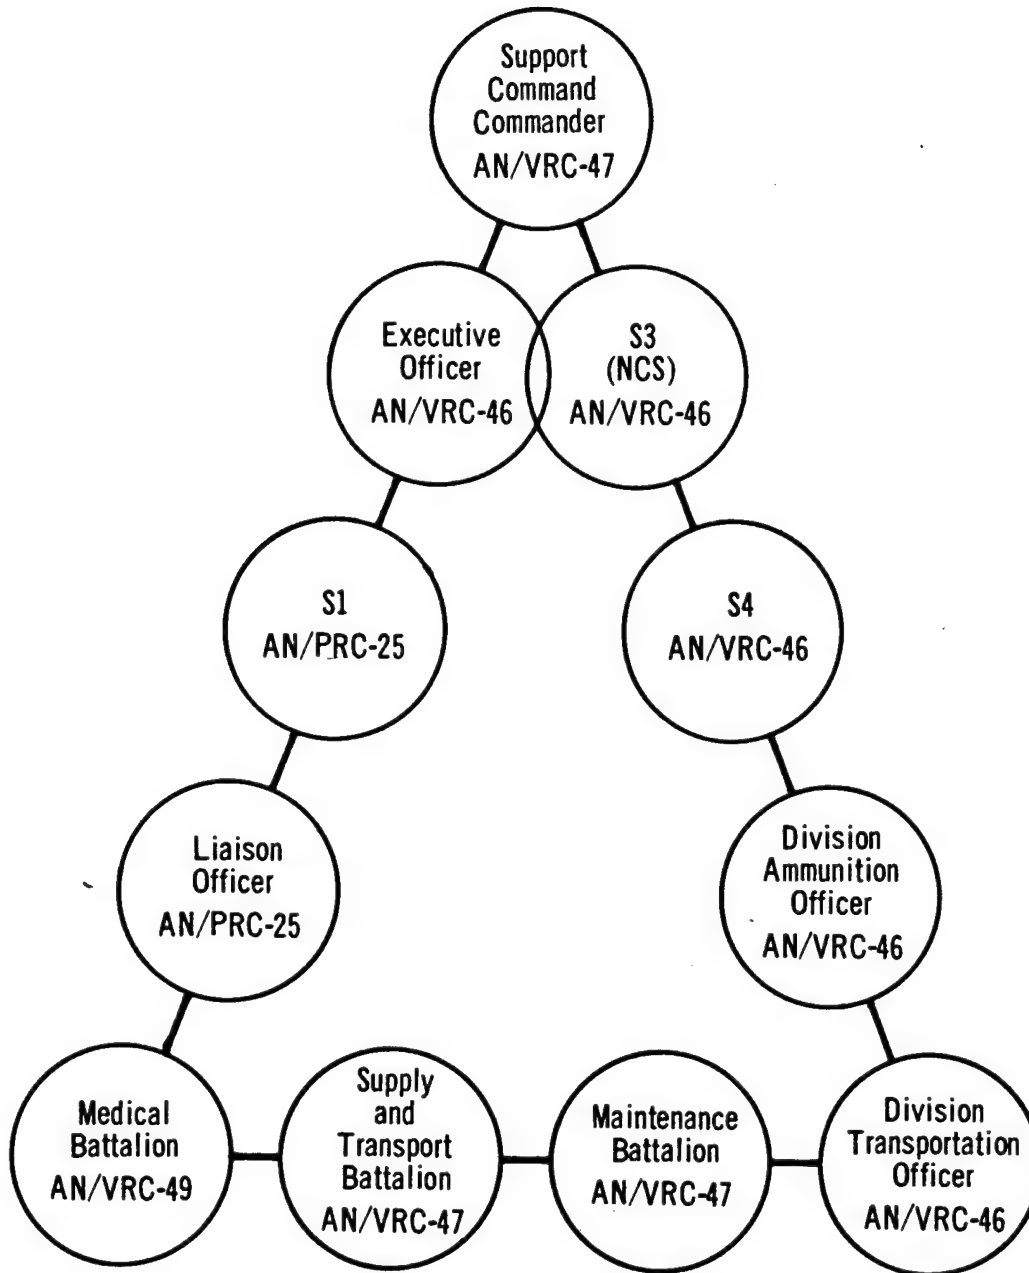 Support
Command
Commander
AN/VRC-47
Executive
Officer
AN/VRC-46
S3
(NCS)
AN/VRC-46
S1
AN/PRC-25
S4
AN/VRC-46
Liaison
Officer
AN/PRC-25
Division
Ammunition
Officer
AN/VRC-46
Medical
Battalion
AN/VRC-49
Supply
and
Transport
Battalion
AN/VRC-47
Maintenance
Battalion
AN/VRC-47
Division
Transportation
Officer
AN/VRC-46